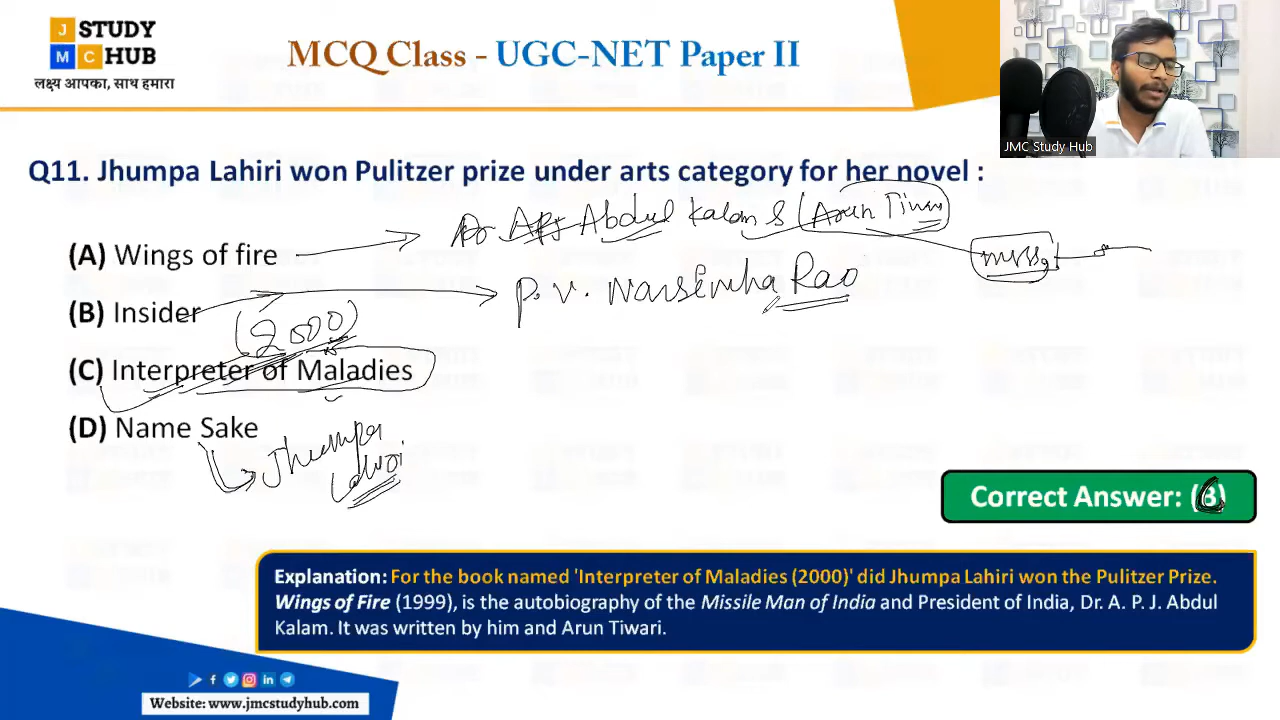 J STUDY
M C HUB
लक्ष्य आपका, साथ हमारा
MCQ Class - UGC-NET Paper II
JMC Study Hub
Q11. Jhumpa Lahiri won Pulitzer prize under arts category for her novel :
Dr APJ Abdul Kalam & Arun Tiwari
(A) Wings of fire
P. V. Narsimha Rao
(B) Insider
(2000)
(C) Interpreter of Maladies
(D) Name Sake
Jhumpa
Lahiri
Correct Answer: (C)
Explanation: For the book named 'Interpreter of Maladies (2000)' did Jhumpa Lahiri won the Pulitzer Prize.
Wings of Fire (1999), is the autobiography of the Missile Man of India and President of India, Dr. A. P. J. Abdul
Kalam. It was written by him and Arun Tiwari.
Website: www.jmcstudyhub.com